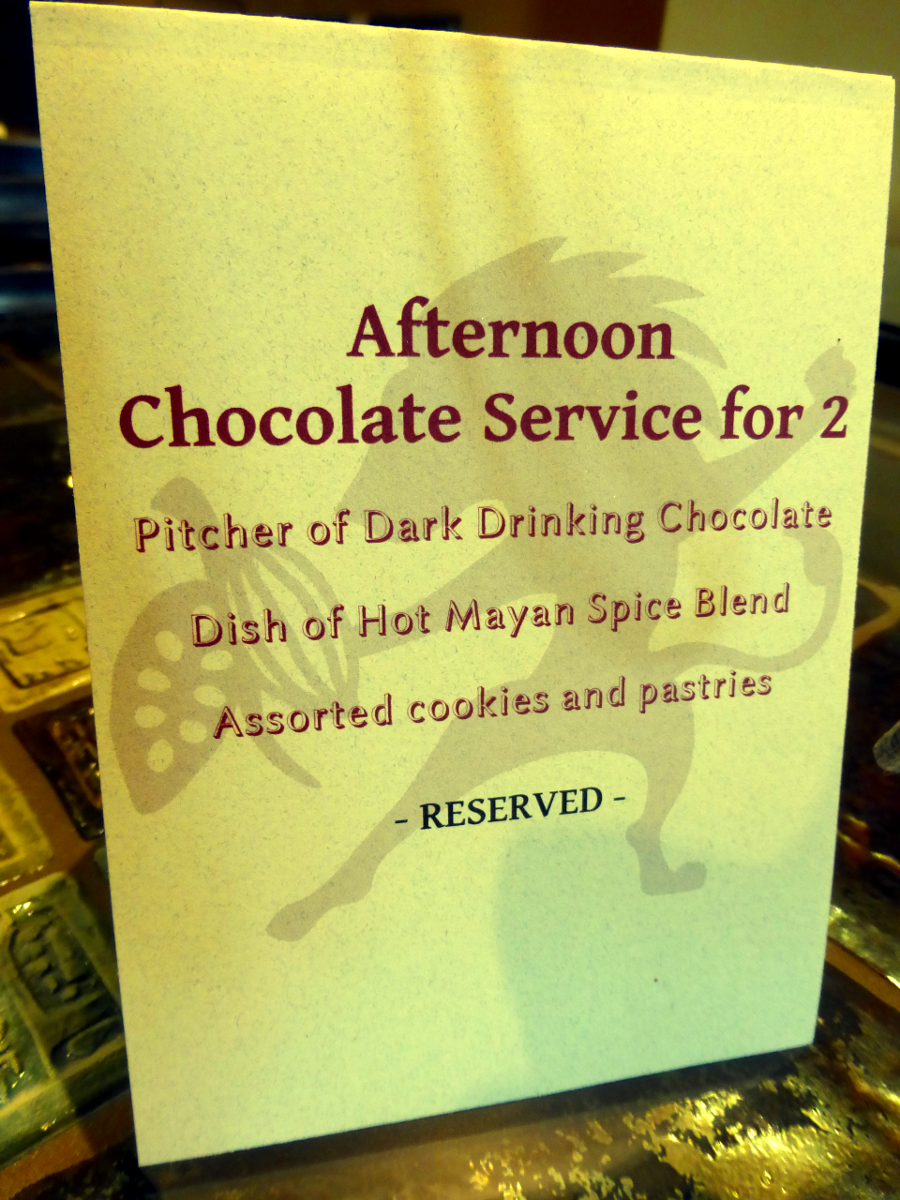 Afternoon
Chocolate Service for 2
Pitcher of Dark Drinking Chocolate
Dish of Hot Mayan Spice Blend
Assorted cookies and pastries
- RESERVED -